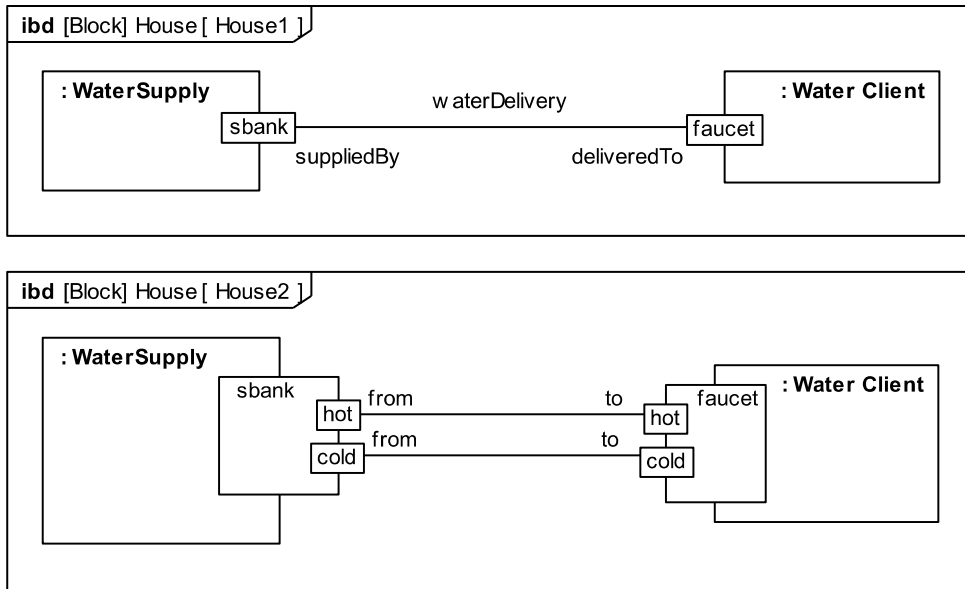 ibd [Block] House [ House1 ]
: WaterSupply
: Water Client
waterDelivery
sbank
faucet
suppliedBy
deliveredTo
ibd [Block] House [ House2 ]
: WaterSupply
: Water Client
sbank
from
to
faucet
hot
hot
from
to
cold
cold